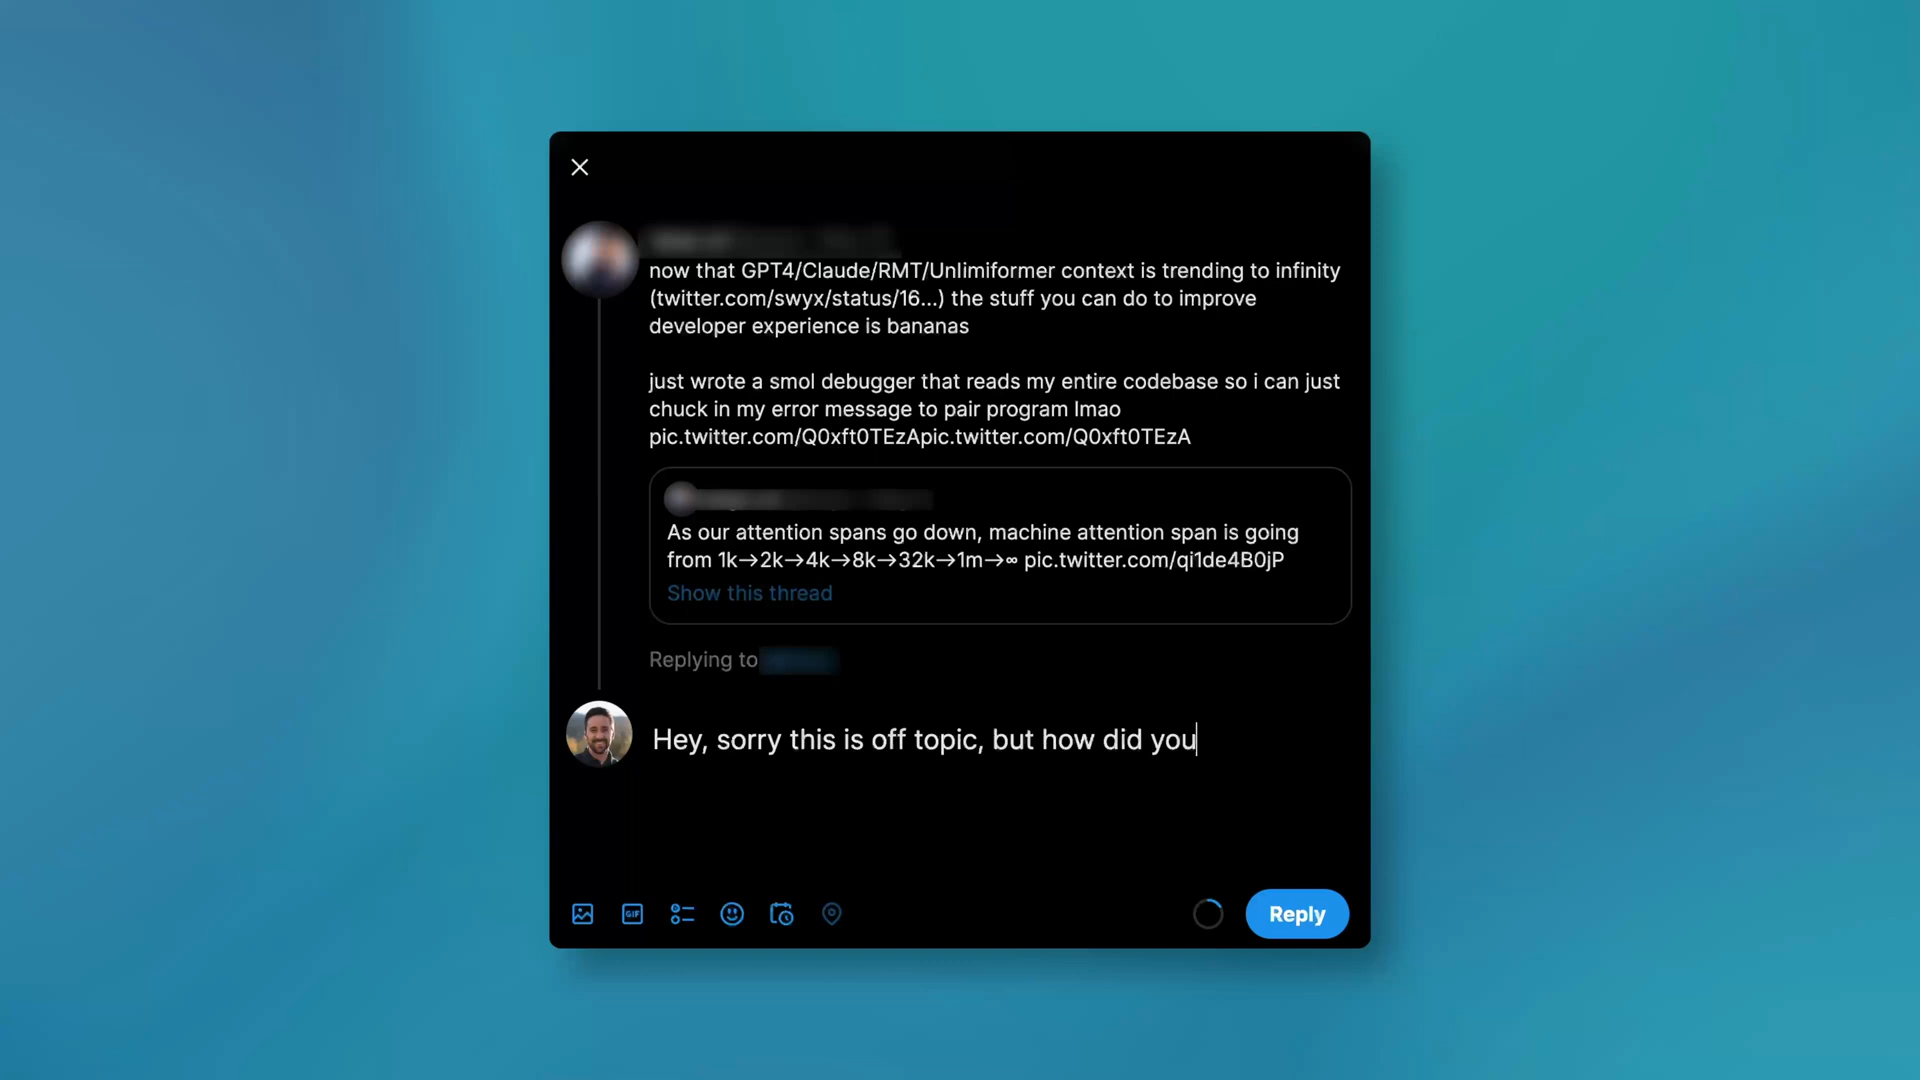 now that GPT4/Claude/RMT/Unlimiformer context is trending to infinity
(twitter.com/swyx/status/16...) the stuff you can do to improve
developer experience is bananas
just wrote a smol debugger that reads my entire codebase so i can just
chuck in my error message to pair program lmao
pic.twitter.com/Q0xft0TEzApic.twitter.com/Q0xft0TEzA
As our attention spans go down, machine attention span is going
from 1k→2k→4k→8k→32k→1m→∞ pic.twitter.com/qi1de4B0jP
Show this thread
Replying to
Hey, sorry this is off topic, but how did you
GIF
Reply